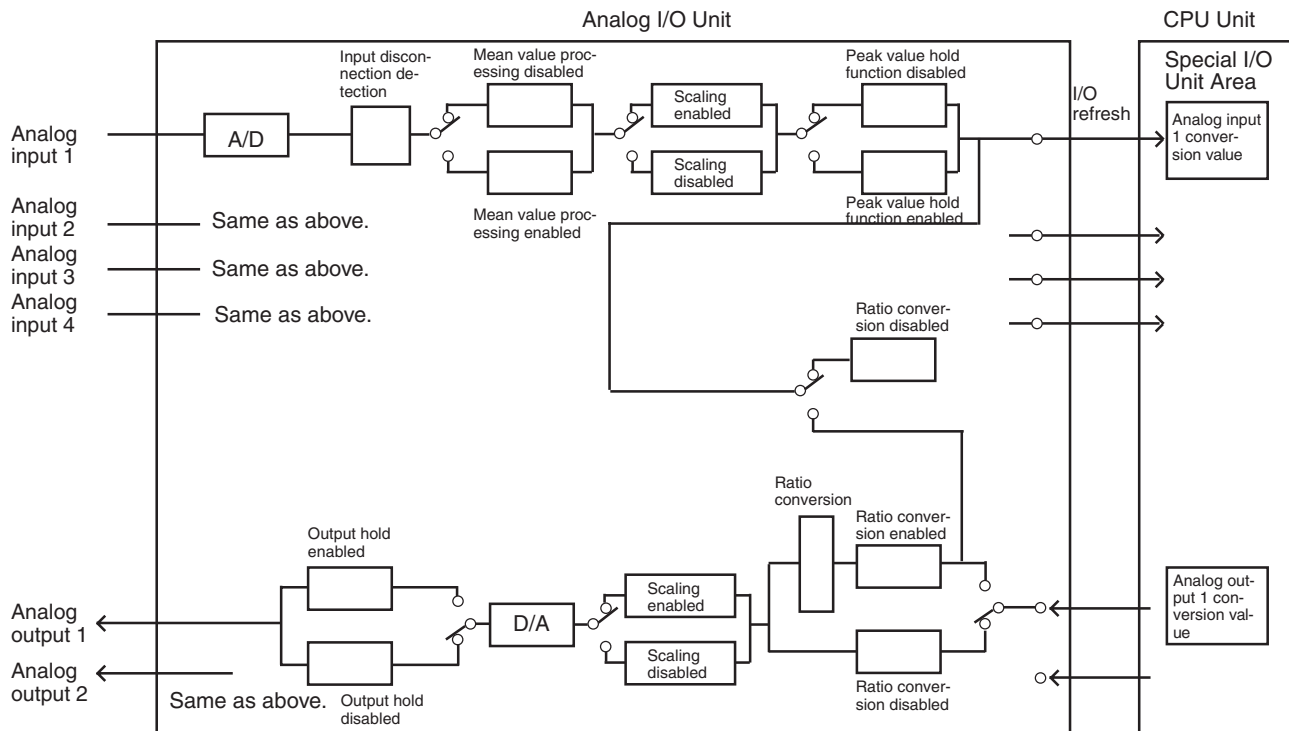 Analog I/O Unit
CPU Unit
Input discon-
nection de-
tection
Mean value pro-
cessing disabled
Peak value hold
function disabled
Special I/O
Unit Area
I/O
refresh
Analog
input 1
A/D
Scaling
enabled
Analog input
1 conver-
sion value
Scaling
disabled
Mean value proc-
essing enabled
Peak value hold
function enabled
Analog
input 2
Same as above.
Analog
input 3
Same as above.
Analog
input 4
Same as above.
Ratio conver-
sion disabled
Ratio
conversion
Ratio conver-
sion enabled
Output hold
enabled
Scaling
enabled
Analog out-
put 1 con-
version val-
ue
Analog
output 1
D/A
Scaling
disabled
Analog
output 2
Same as above.
Output hold
disabled
Ratio conver-
sion disabled